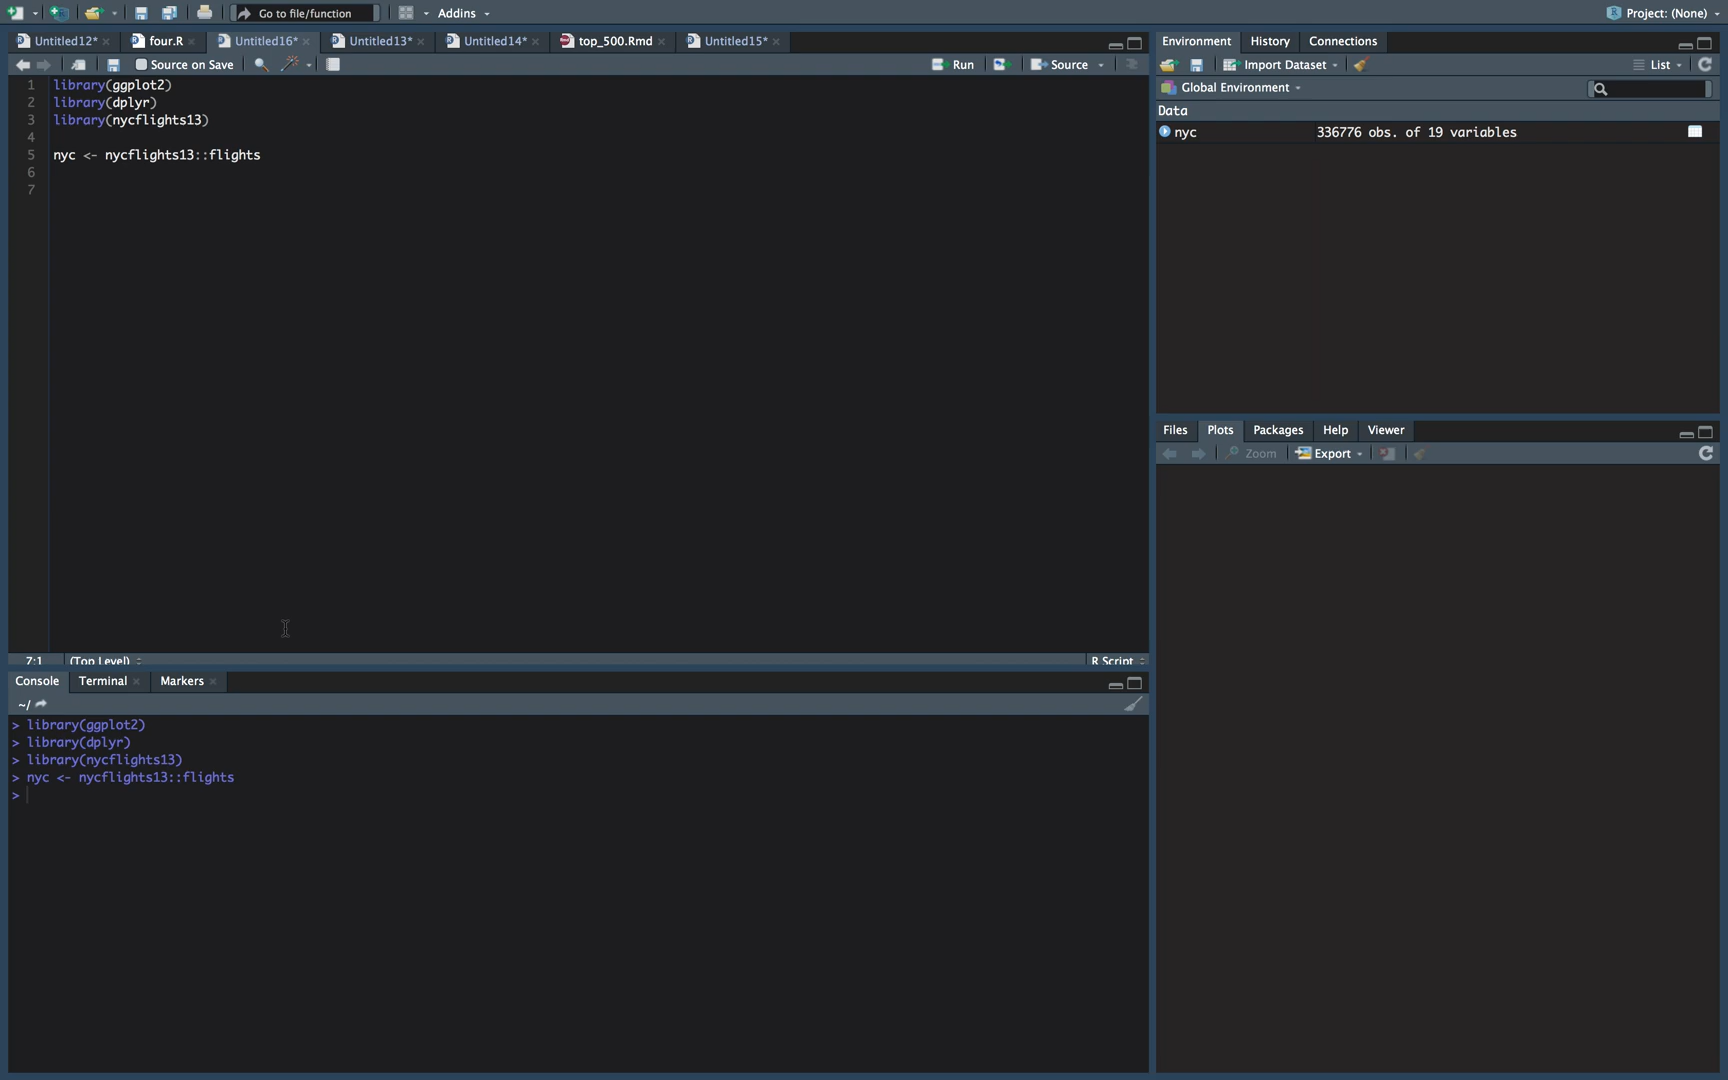 Go to file/function
Addins
Project: (None)
Untitled12*
four.R
Untitled16*
Untitled13*
Untitled14*
top_500.Rmd
Untitled15*
Source on Save
Run
Source
1 library(ggplot2)
2 library(dplyr)
3 library(nycflights13)
4
5 nyc <- nycflights13::flights
6
7
7:1
(Top Level)
R Script
Console
Terminal
Markers
~/
> library(ggplot2)
> library(dplyr)
> library(nycflights13)
> nyc <- nycflights13::flights
>
Environment
History
Connections
Import Dataset
List
Global Environment
Data
nyc 336776 obs. of 19 variables
Files
Plots
Packages
Help
Viewer
Zoom
Export